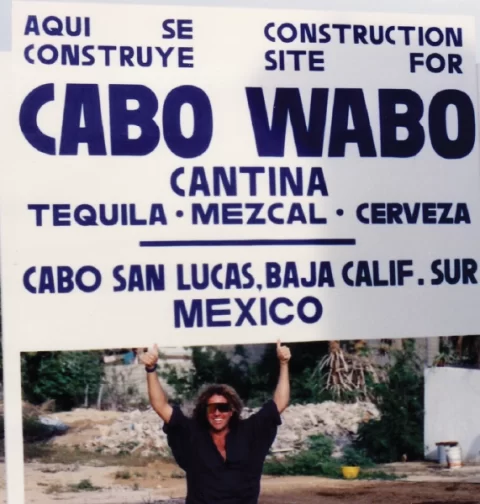 AQUI SE CONSTRUCTION
CONSTRUYE SITE FOR
CABO WABO
CANTINA
TEQUILA · MEZCAL · CERVEZA
CABO SAN LUCAS, BAJA CALIF. SUR
MEXICO